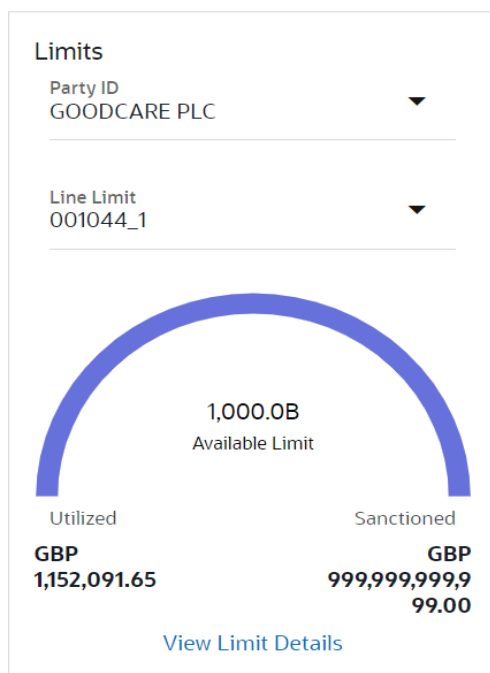 Limits
Party ID
GOODCARE PLC
Line Limit
001044_1
1,000.0B
Available Limit
Utilized Sanctioned
GBP GBP
1,152,091.65 999,999,999,9
99.00
View Limit Details